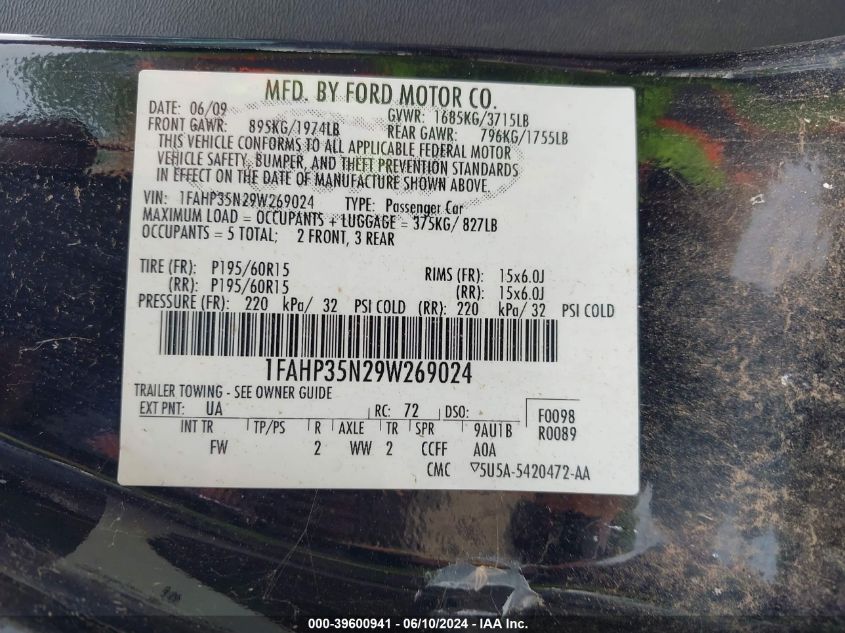 MFD. BY FORD MOTOR CO.
DATE: 06/09 GVWR: 1685KG/3715LB
FRONT GAWR: 895KG/1974LB REAR GAWR: 796KG/1755LB
THIS VEHICLE CONFORMS TO ALL APPLICABLE FEDERAL MOTOR
VEHICLE SAFETY, BUMPER, AND THEFT PREVENTION STANDARDS
IN EFFECT ON THE DATE OF MANUFACTURE SHOWN ABOVE.
VIN: 1FAHP35N29W269024 TYPE: Passenger Car
MAXIMUM LOAD = OCCUPANTS + LUGGAGE = 375KG/ 827LB
OCCUPANTS = 5 TOTAL; 2 FRONT, 3 REAR
TIRE (FR): P195/60R15 RIMS (FR): 15x6.0J
(RR): P195/60R15 (RR): 15x6.0J
PRESSURE (FR): 220 kPa/ 32 PSI COLD (RR): 220 kPa/ 32 PSI COLD
1FAHP35N29W269024
TRAILER TOWING - SEE OWNER GUIDE
EXT PNT: UA RC: 72 DSO: F0098
INT TR TP/PS R AXLE TR SPR 9AU1B R0089
FW 2 WW 2 CCFF A0A
CMC ▽5U5A-5420472-AA
000-39600941 - 06/10/2024 - IAA Inc.